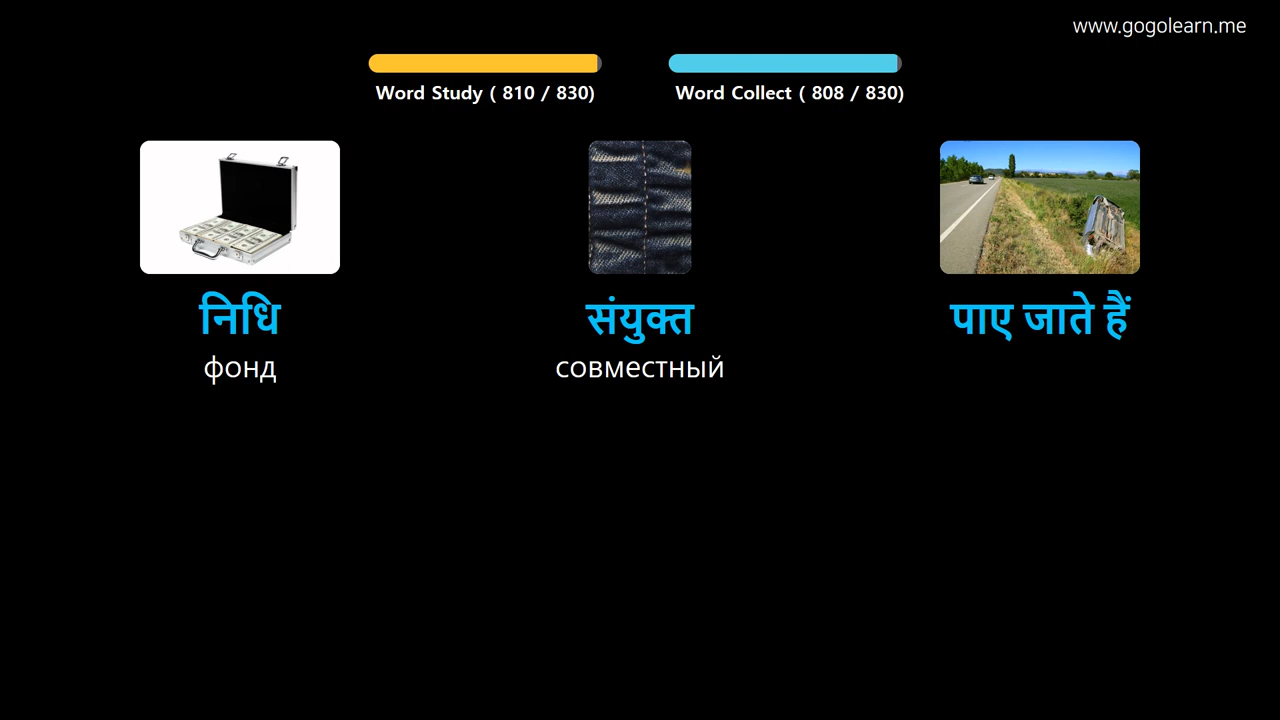 www.gogolearn.me
Word Study ( 810 / 830)
Word Collect ( 808 / 830)
निधि
фонд
संयुक्त
совместный
पाए जाते हैं